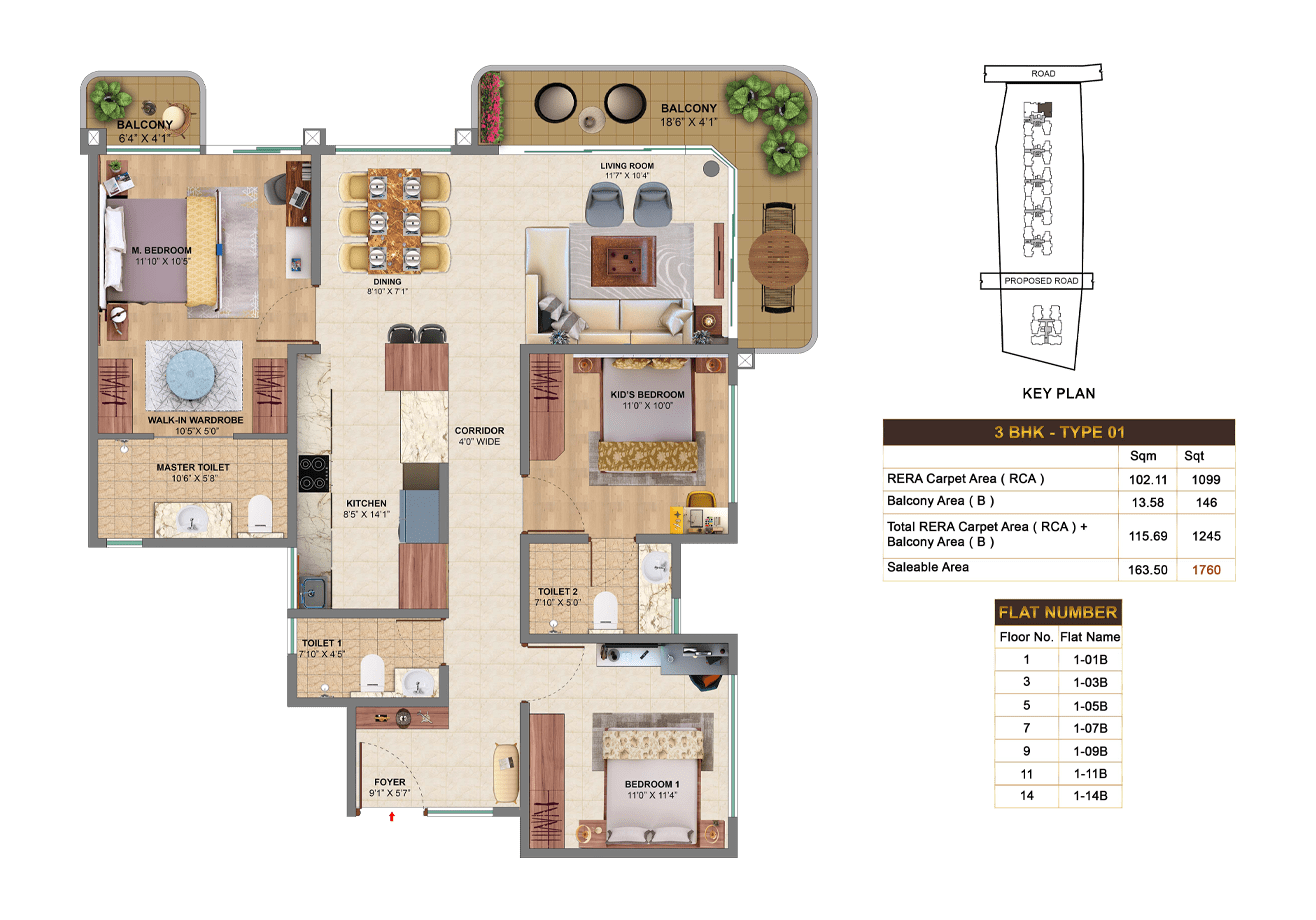 BALCONY
6'4" X 4'1"
BALCONY
18'6" X 4'1"
LIVING ROOM
11'7" X 10'4"
M. BEDROOM
11'10" X 10'5"
DINING
8'10" X 7'1"
KID'S BEDROOM
11'0" X 10'0"
WALK-IN WARDROBE
10'5"X 5'0"
CORRIDOR
4'0" WIDE
MASTER TOILET
10'6" X 5'8"
KITCHEN
8'5" X 14'1"
TOILET 2
7'10" X 5'0"
TOILET 1
7'10" X 4'5"
FOYER
9'1" X 5'7"
BEDROOM 1
11'0" X 11'4"
ROAD
PROPOSED ROAD
KEY PLAN
3 BHK - TYPE 01
Sqm Sqt
RERA Carpet Area ( RCA ) 102.11 1099
Balcony Area ( B ) 13.58 146
Total RERA Carpet Area ( RCA ) +
Balcony Area ( B ) 115.69 1245
Saleable Area 163.50 1760
FLAT NUMBER
Floor No. Flat Name
1 1-01B
3 1-03B
5 1-05B
7 1-07B
9 1-09B
11 1-11B
14 1-14B